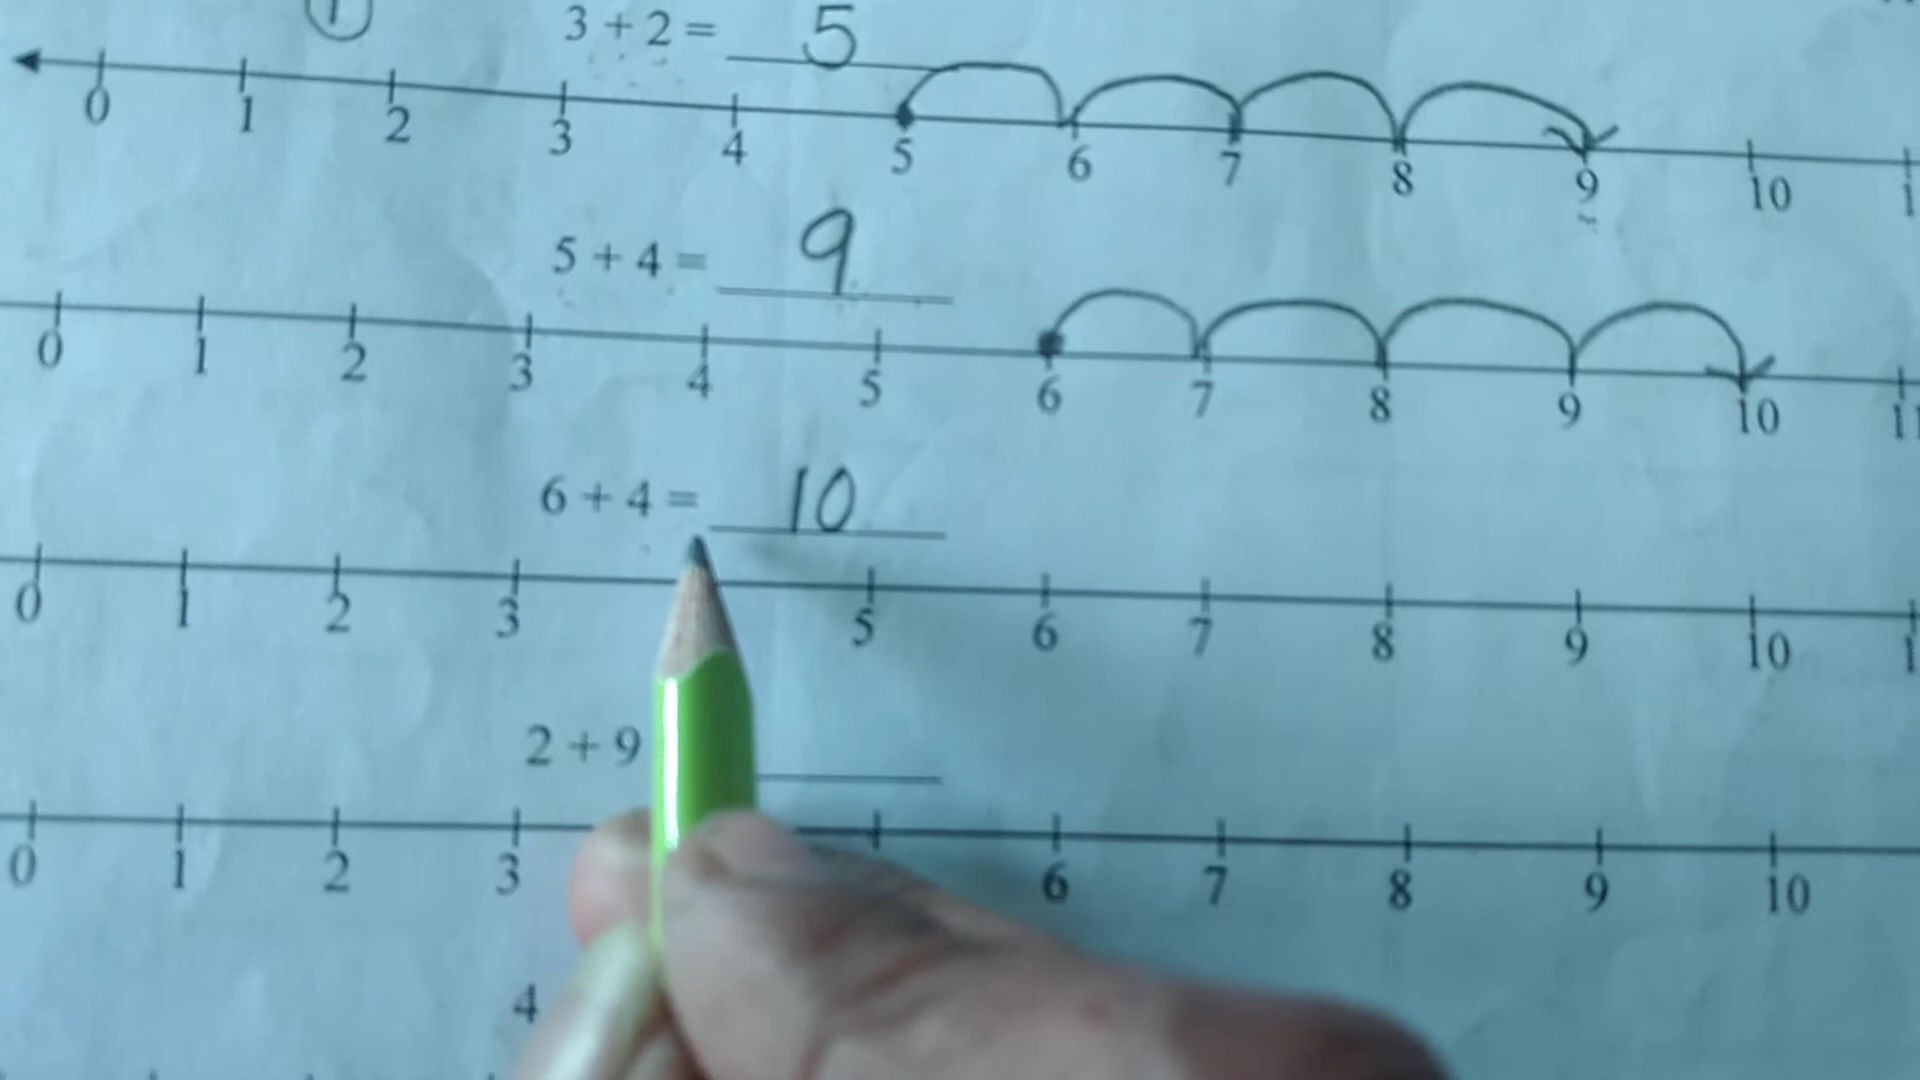 1
3 + 2 = 5
0 1 2 3 4 5 6 7 8 9 10
5 + 4 = 9
0 1 2 3 4 5 6 7 8 9 10 11
6 + 4 = 10
0 1 2 3 5 6 7 8 9 10
2 + 9
0 1 2 3 6 7 8 9 10
4